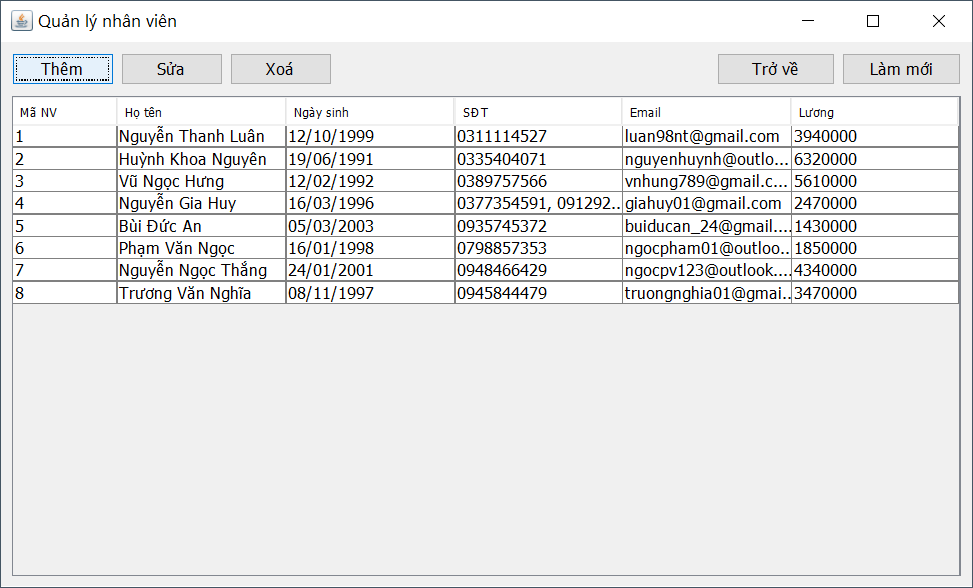 Quản lý nhân viên
Thêm Sửa Xoá Trở về Làm mới
Mã NV Họ tên Ngày sinh SĐT Email Lương
1 Nguyễn Thanh Luân 12/10/1999 0311114527 luan98nt@gmail.com 3940000
2 Huỳnh Khoa Nguyên 19/06/1991 0335404071 nguyenhuynh@outlo... 6320000
3 Vũ Ngọc Hưng 12/02/1992 0389757566 vnhung789@gmail.c... 5610000
4 Nguyễn Gia Huy 16/03/1996 0377354591, 091292... giahuy01@gmail.com 2470000
5 Bùi Đức An 05/03/2003 0935745372 buiducan_24@gmail.... 1430000
6 Phạm Văn Ngọc 16/01/1998 0798857353 ngocpham01@outloo... 1850000
7 Nguyễn Ngọc Thắng 24/01/2001 0948466429 ngocpv123@outlook.... 4340000
8 Trương Văn Nghĩa 08/11/1997 0945844479 truongnghia01@gmai... 3470000